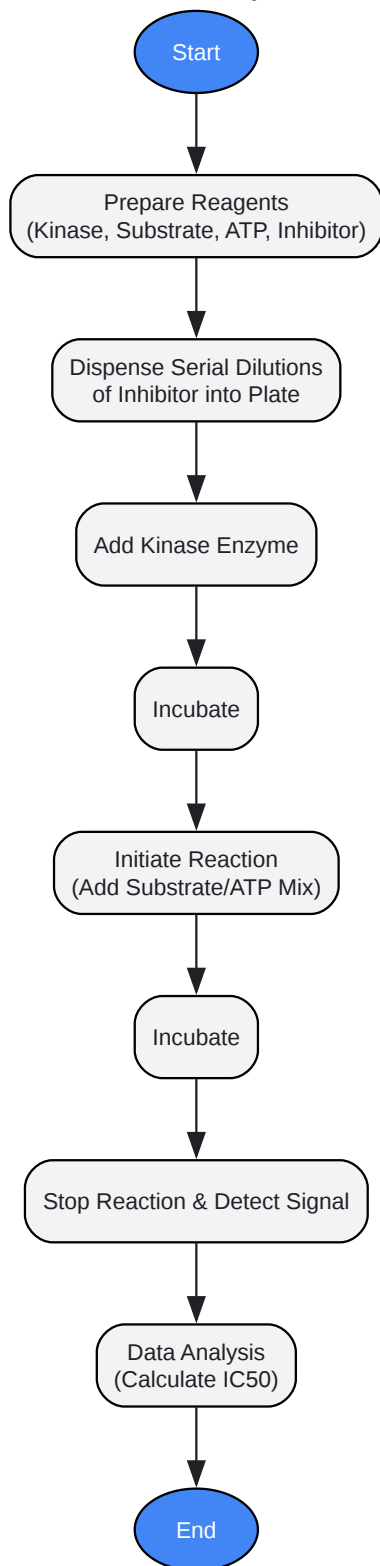 Start
Prepare Reagents
(Kinase, Substrate, ATP, Inhibitor)
Dispense Serial Dilutions
of Inhibitor into Plate
Add Kinase Enzyme
Incubate
Initiate Reaction
(Add Substrate/ATP Mix)
Incubate
Stop Reaction & Detect Signal
Data Analysis
(Calculate IC50)
End